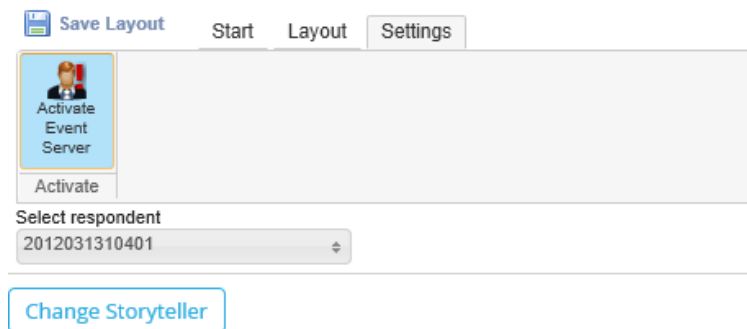 Save Layout
Start
Layout
Settings
Activate
Event
Server
Activate
Select respondent
2012031310401
Change Storyteller